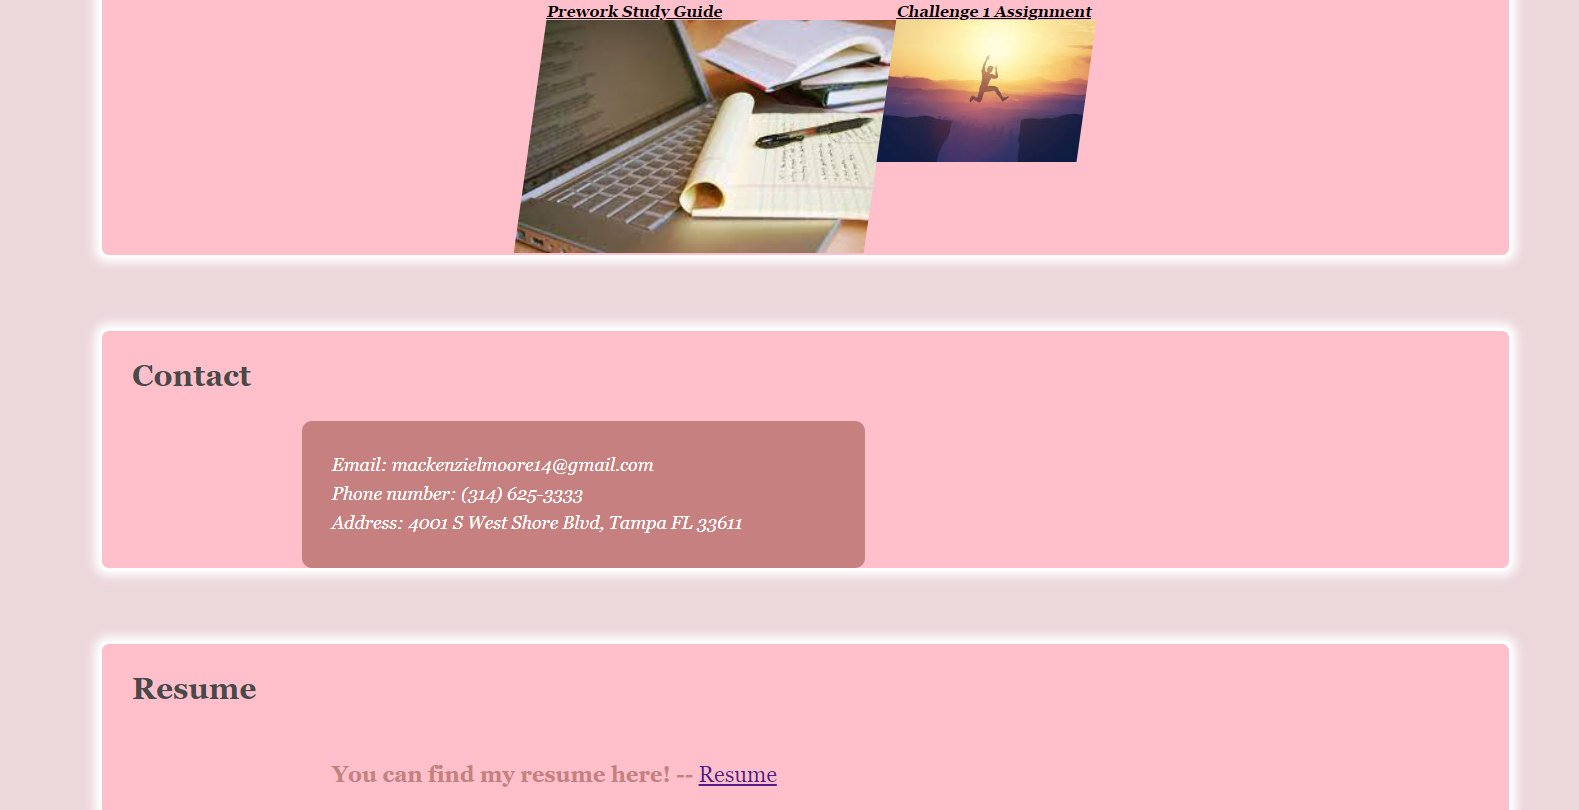 Prework Study Guide
Challenge 1 Assignment
Contact
Email: mackenzielmoore14@gmail.com
Phone number: (314) 625-3333
Address: 4001 S West Shore Blvd, Tampa FL 33611
Resume
You can find my resume here! -- Resume